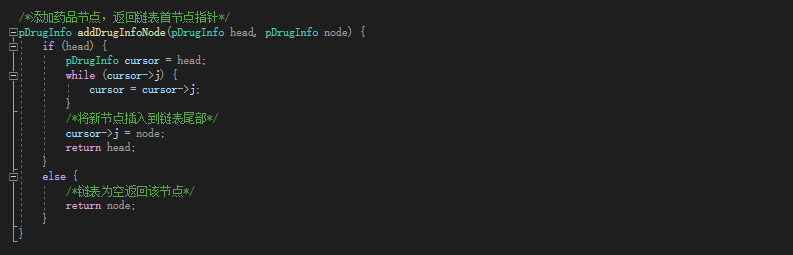 /*添加药品节点，返回链表首节点指针*/
pDrugInfo addDrugInfoNode(pDrugInfo head, pDrugInfo node) {
    if (head) {
        pDrugInfo cursor = head;
        while (cursor->j) {
            cursor = cursor->j;
        }
        /*将新节点插入到链表尾部*/
        cursor->j = node;
        return head;
    }
    else {
        /*链表为空返回该节点*/
        return node;
    }
}